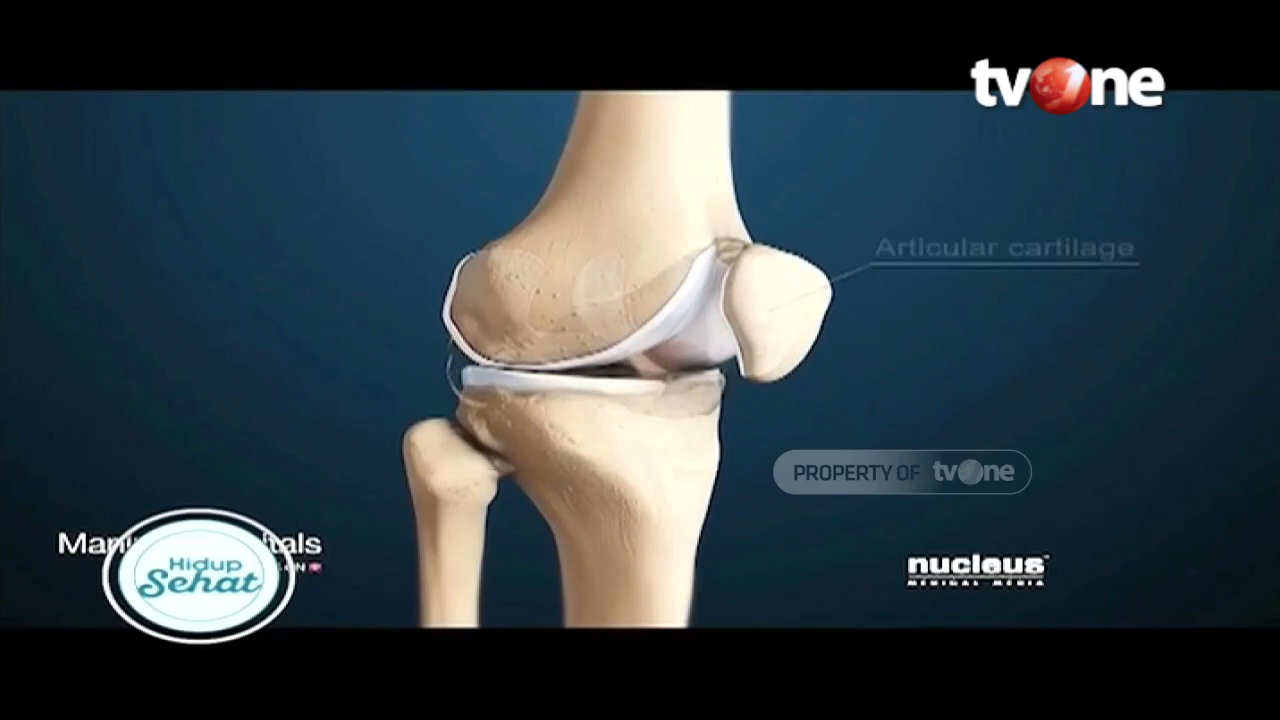 tvOne
Articular cartilage
PROPERTY OF tvOne
Hidup
Sehat
nucleus
MEDICAL MEDIA